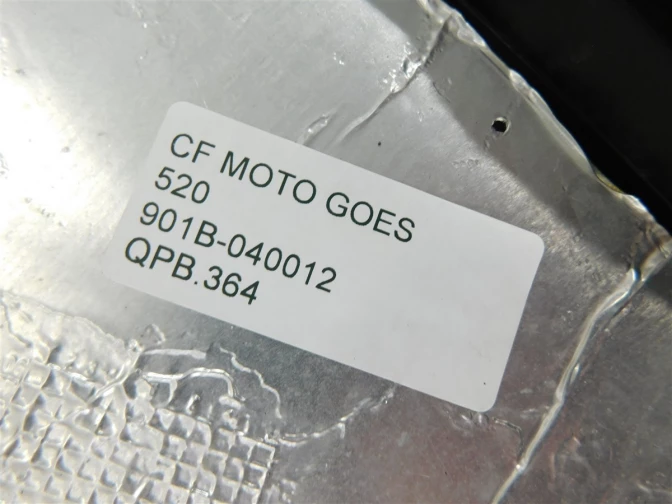 CF MOTO GOES
520
901B-040012
QPB.364